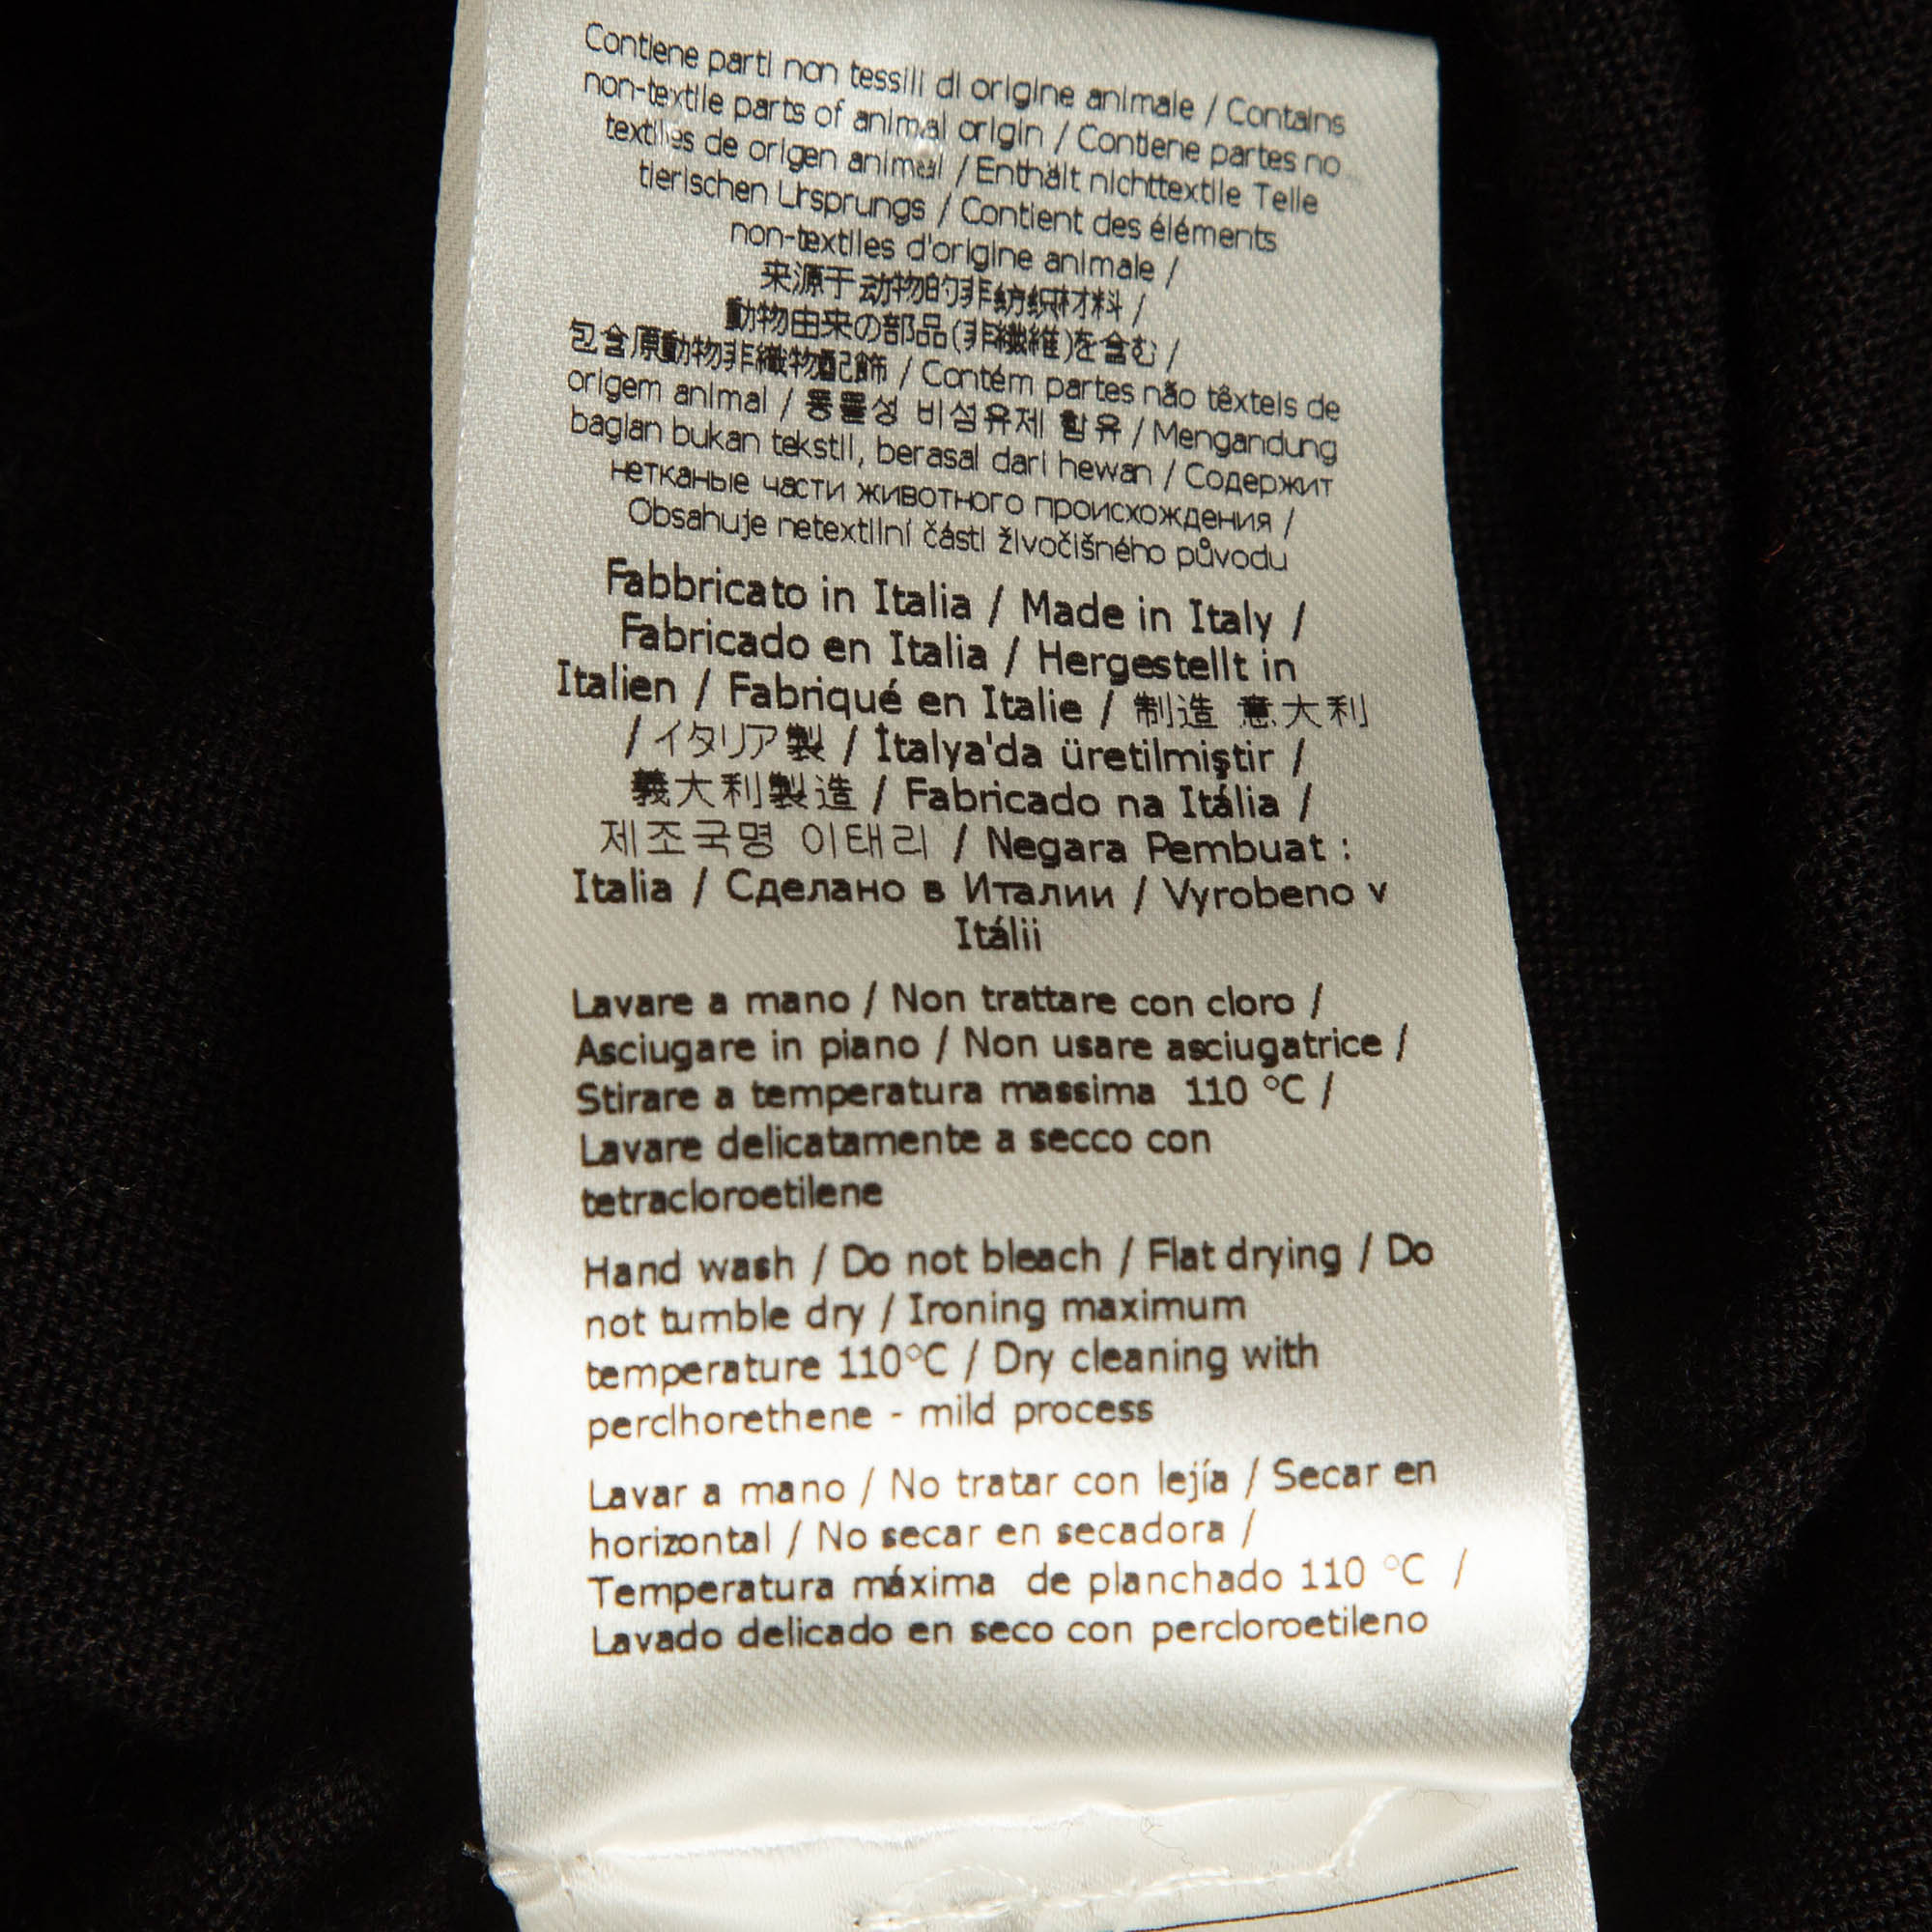 Contiene parti non tessili di origine animale / Contains
non-textile parts of animal origin / Contiene partes no
textiles de origen animal / Enthält nichttextile Teile
tierischen Ursprungs / Contient des éléments
non-textiles d'origine animale /
来源于动物的非纺织材料 /
動物由来の部品(非繊維)を含む /
包含原動物非織物配飾 / Contém partes não têxteis de
origem animal / 동물성 비섬유제 함유 / Mengandung
bagian bukan tekstil, berasal dari hewan / Содержит
нетканые части животного происхождения /
Obsahuje netextilní části živočišného původu
Fabbricato in Italia / Made in Italy /
Fabricado en Italia / Hergestellt in
Italien / Fabriqué en Italie / 制造 意大利
/ イタリア製 / İtalya'da üretilmiştir /
義大利製造 / Fabricado na Itália /
제조국명 이태리 / Negara Pembuat :
Italia / Сделано в Италии / Vyrobeno v
Itálii
Lavare a mano / Non trattare con cloro /
Asciugare in piano / Non usare asciugatrice /
Stirare a temperatura massima 110 °C /
Lavare delicatamente a secco con
tetracloroetilene
Hand wash / Do not bleach / Flat drying / Do
not tumble dry / Ironing maximum
temperature 110°C / Dry cleaning with
perclhorethene - mild process
Lavar a mano / No tratar con lejía / Secar en
horizontal / No secar en secadora /
Temperatura máxima de planchado 110 °C /
Lavado delicado en seco con percloroetileno